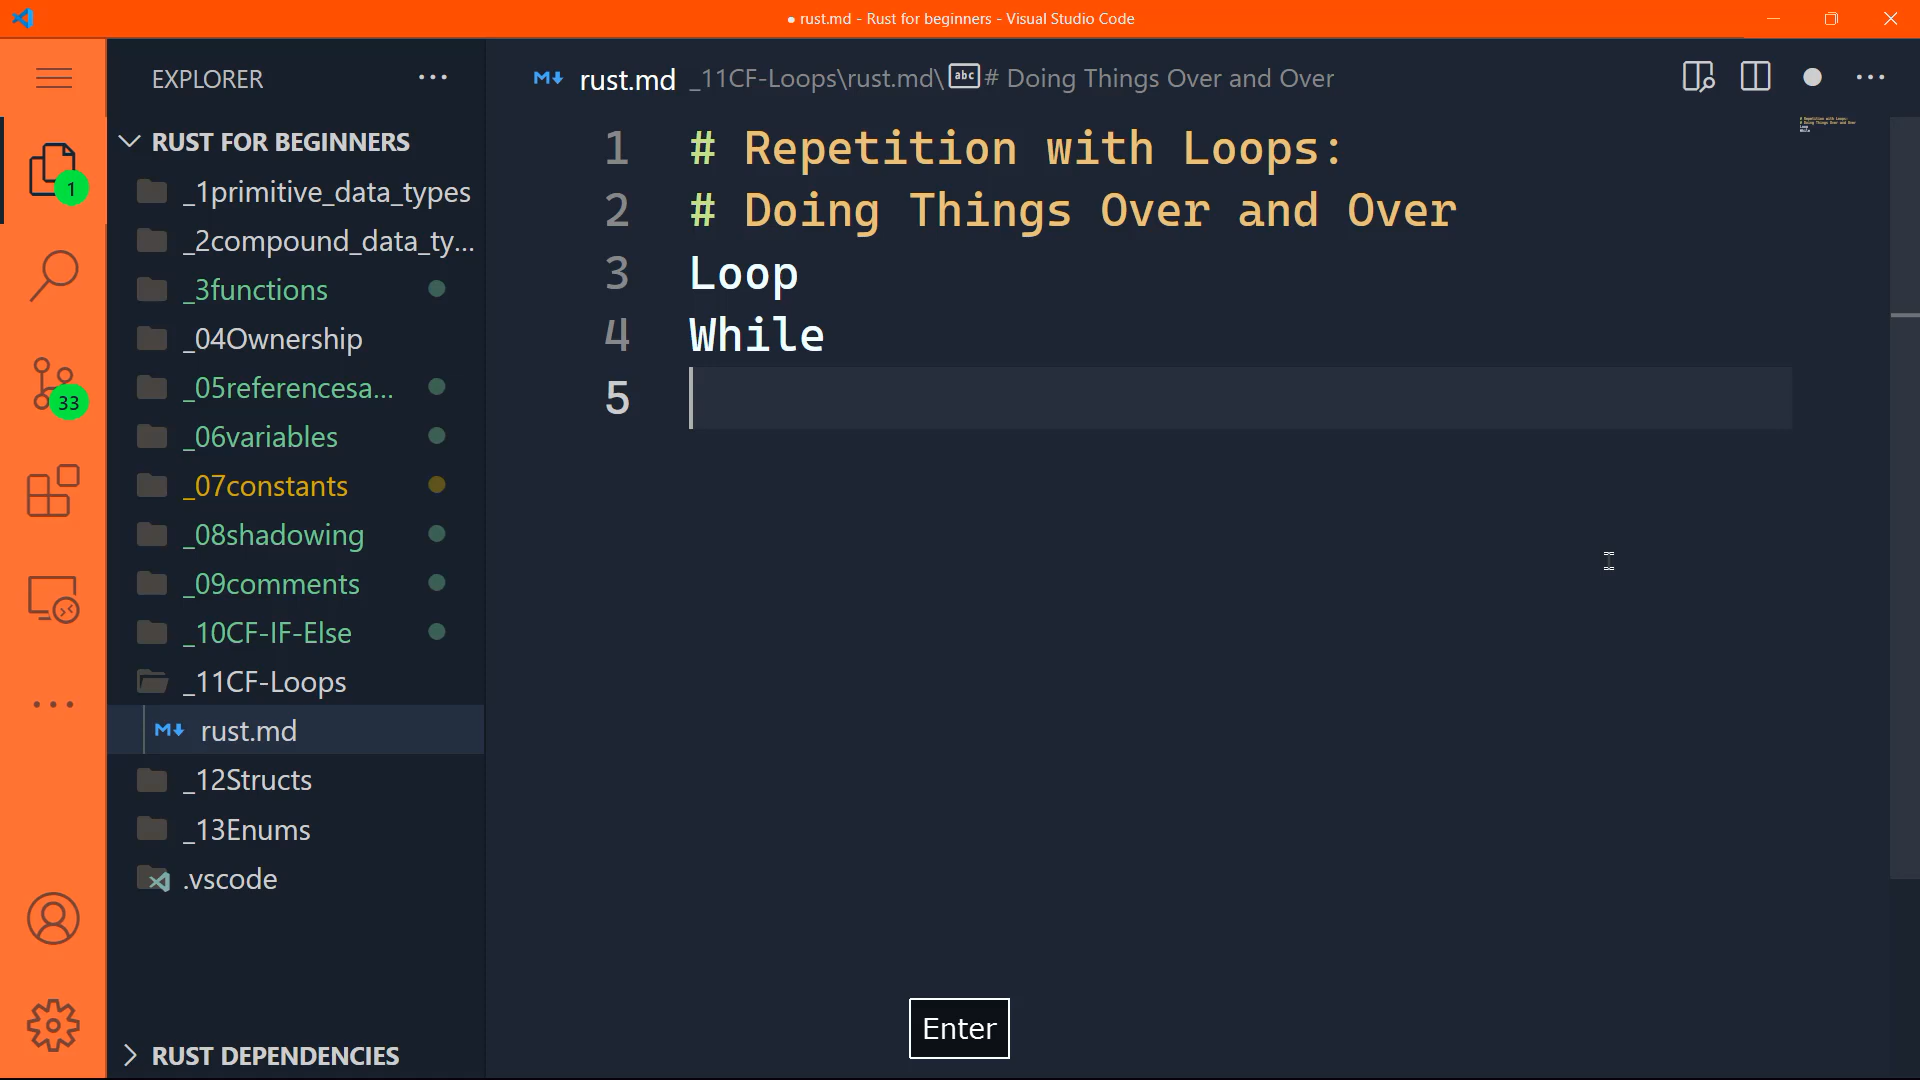 ● rust.md - Rust for beginners - Visual Studio Code
EXPLORER
RUST FOR BEGINNERS
_1primitive_data_types
_2compound_data_ty...
_3functions
_04Ownership
_05referencesa...
_06variables
_07constants
_08shadowing
_09comments
_10CF-IF-Else
_11CF-Loops
rust.md
_12Structs
_13Enums
.vscode
RUST DEPENDENCIES
1
33
rust.md _11CF-Loops\rust.md\ abc # Doing Things Over and Over
1 # Repetition with Loops:
2 # Doing Things Over and Over
3 Loop
4 While
5
Enter